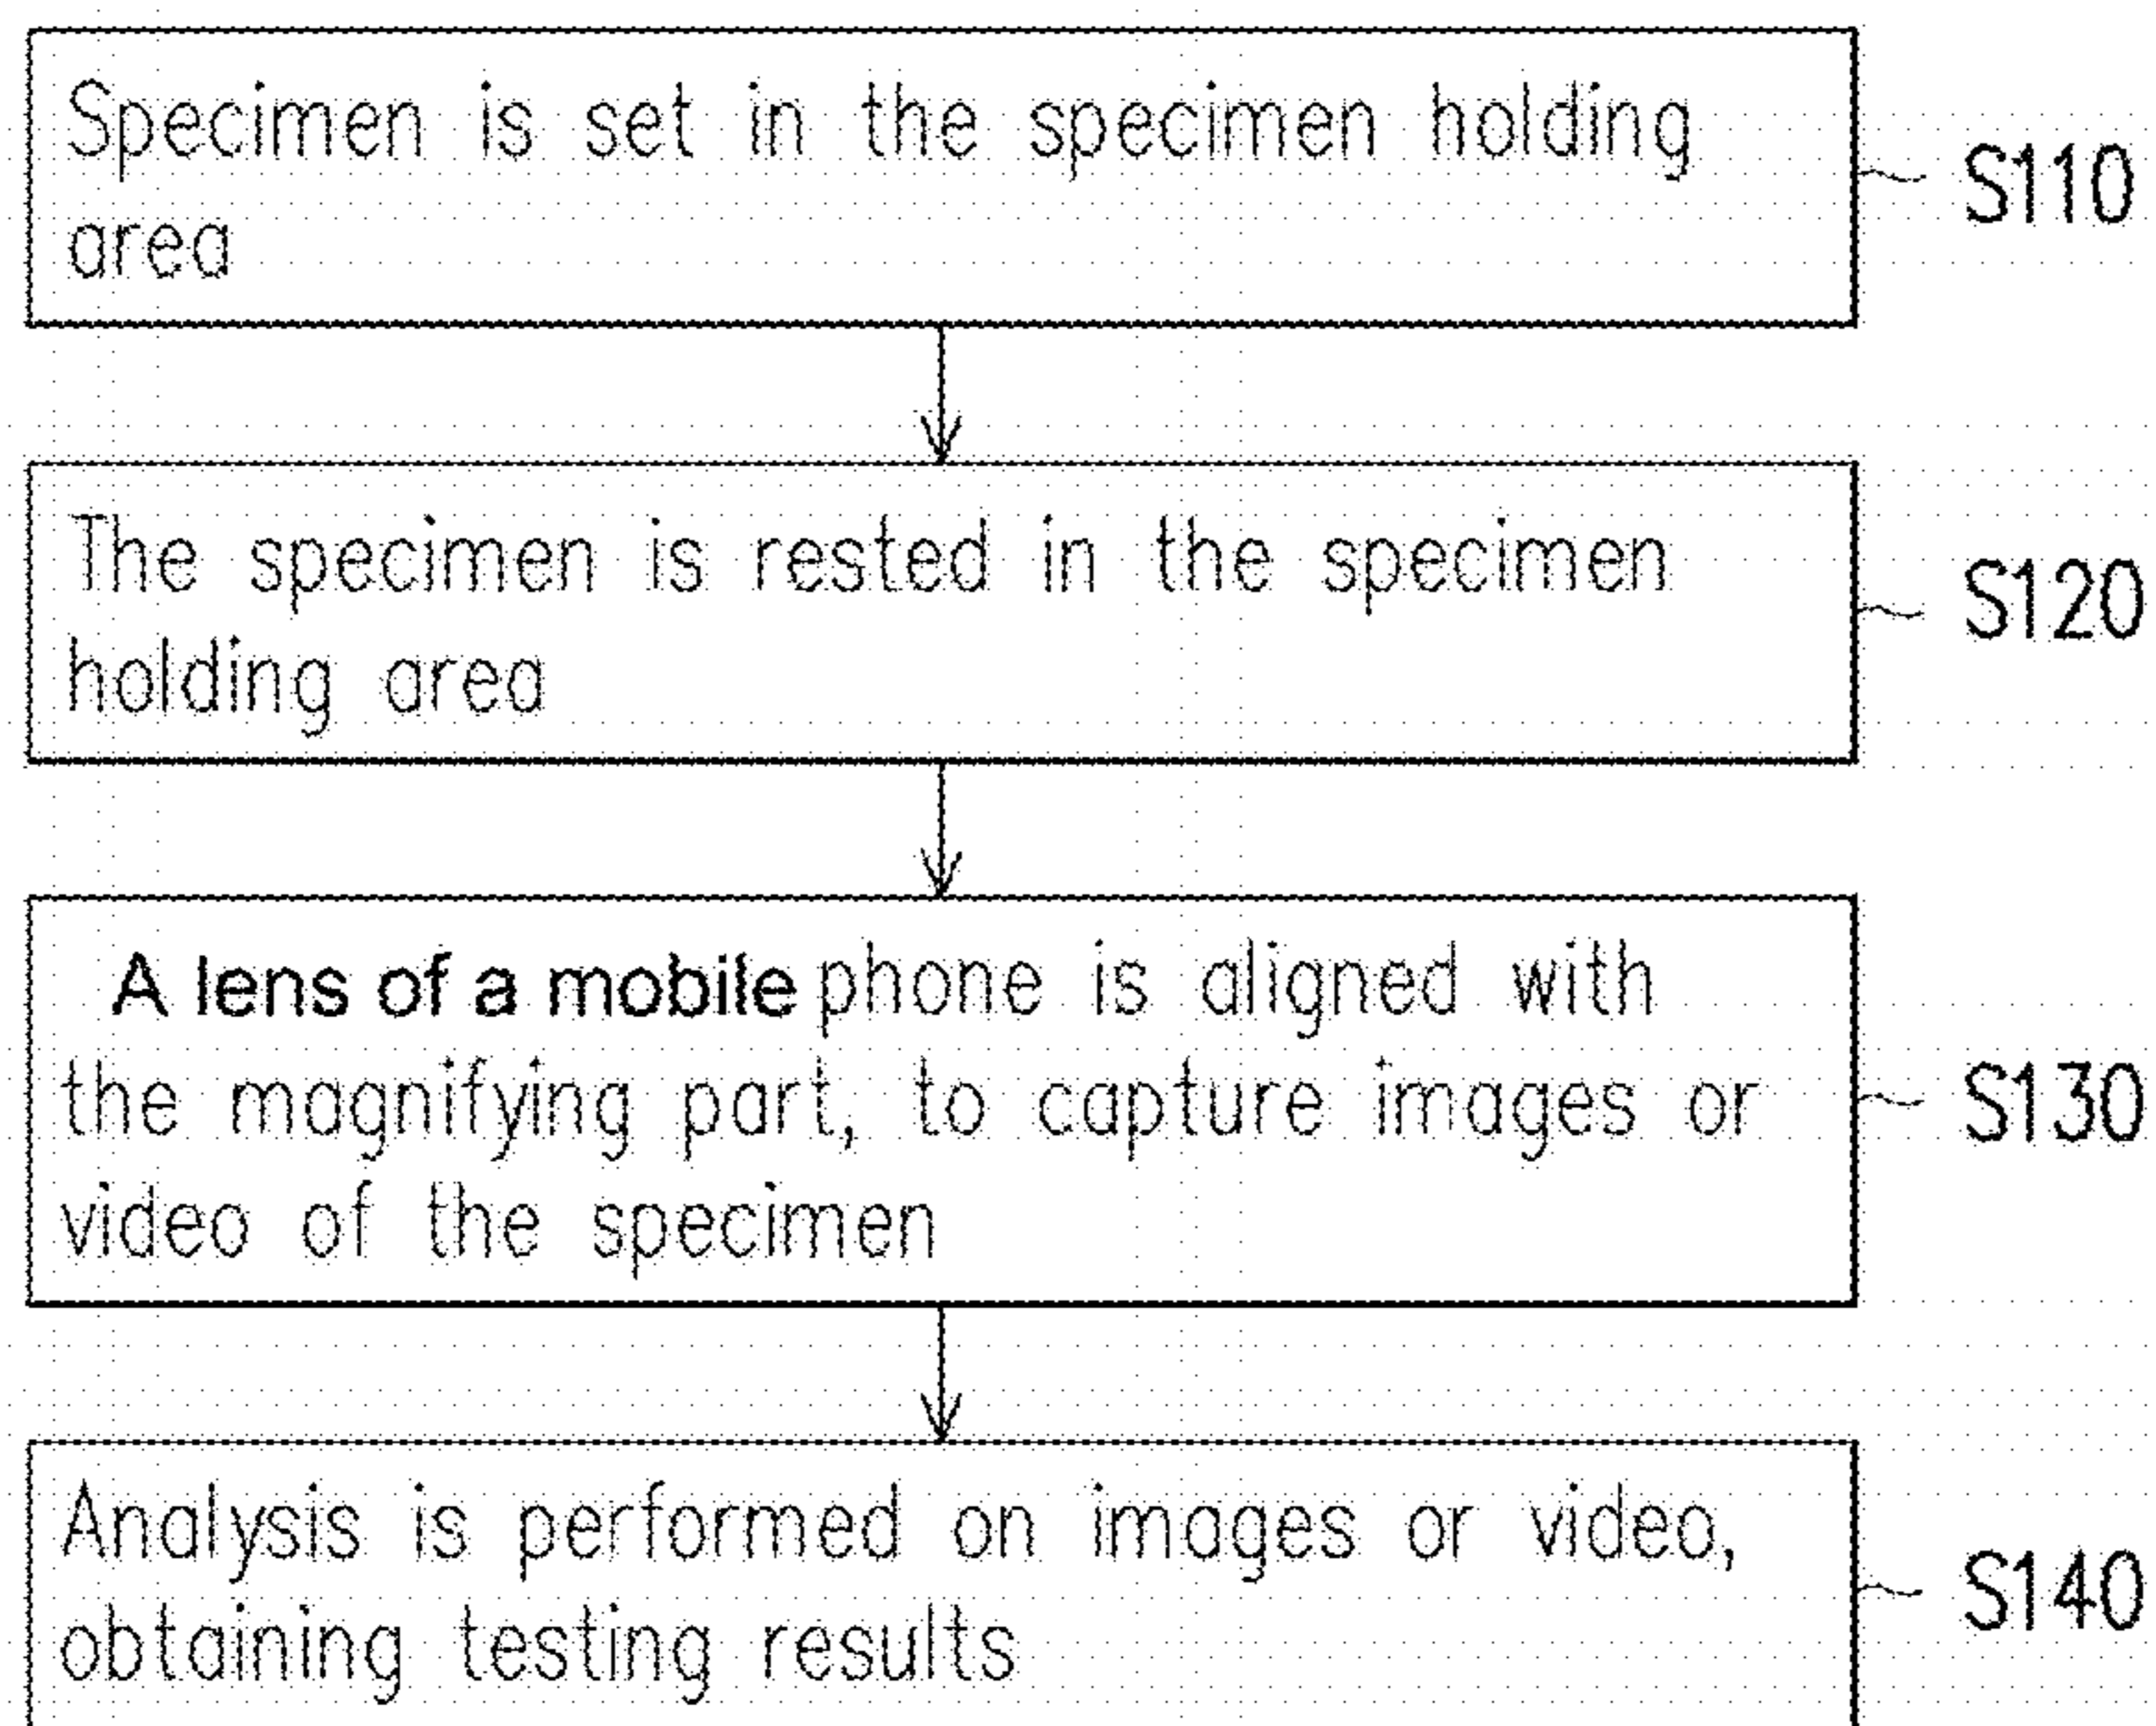 Specimen is set in the specimen holding
area
S110
The specimen is rested in the specimen
holding area
S120
A lens of a mobile phone is aligned with
the magnifying part, to capture images or
video of the specimen
S130
Analysis is performed on images or video,
obtaining testing results
S140